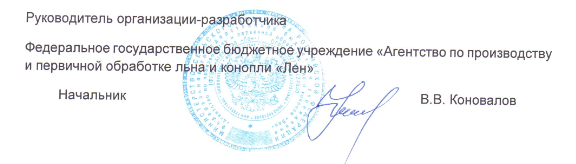 Руководитель организации-разработчика
Федеральное государственное бюджетное учреждение «Агентство по производству
и первичной обработке льна и конопли «Лен»
Начальник
В.В. Коновалов